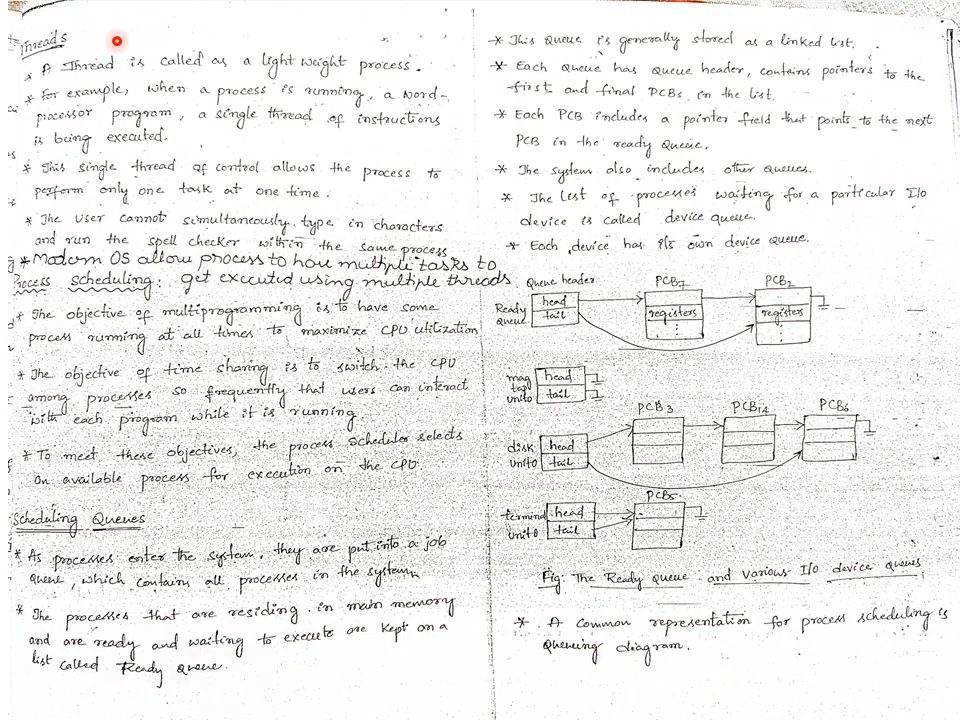 Threads
* A Thread is called as a light weight process.
* For example, when a process is running, a word-
processor program, a single thread of instructions
is being executed.
* This single thread of control allows the process to
perform only one task at one time.
* The user cannot simultaneously type in characters
and run the spell checker within the same process
* Modern OS allow process to have multiple tasks to
get executed using multiple threads
Process Scheduling:
* The objective of multiprogramming is to have some
process running at all times to maximize CPU utilization
* The objective of time sharing is to switch the CPU
among processes so frequently that users can interact
with each program while it is running.
* To meet these objectives, the process scheduler selects
an available process for execution on the CPU.
Scheduling Queues
* As processes enter the system, they are put into a job
queue, which contains all processes in the system
* The processes that are residing in main memory
and are ready and waiting to execute are kept on a
list called Ready Queue.
* This Queue is generally stored as a linked list.
* Each Queue has Queue header, contains pointers to the
first and final PCBs in the list.
* Each PCB includes a pointer field that points to the next
PCB in the ready Queue.
* The system also includes other queues.
* The list of processes waiting for a particular I/o
device is called device queue.
* Each device has its own device queue.
Queue header PCB7 PCB2
Ready Queue head tail registers registers
mag tap unit0 head tail
PCB3 PCB14 PCB6
disk unit0 head tail
PCB5
terminal unit0 head tail
Fig: The Ready queue and various I/o device queues
* A common representation for process scheduling is
Queueing diagram.